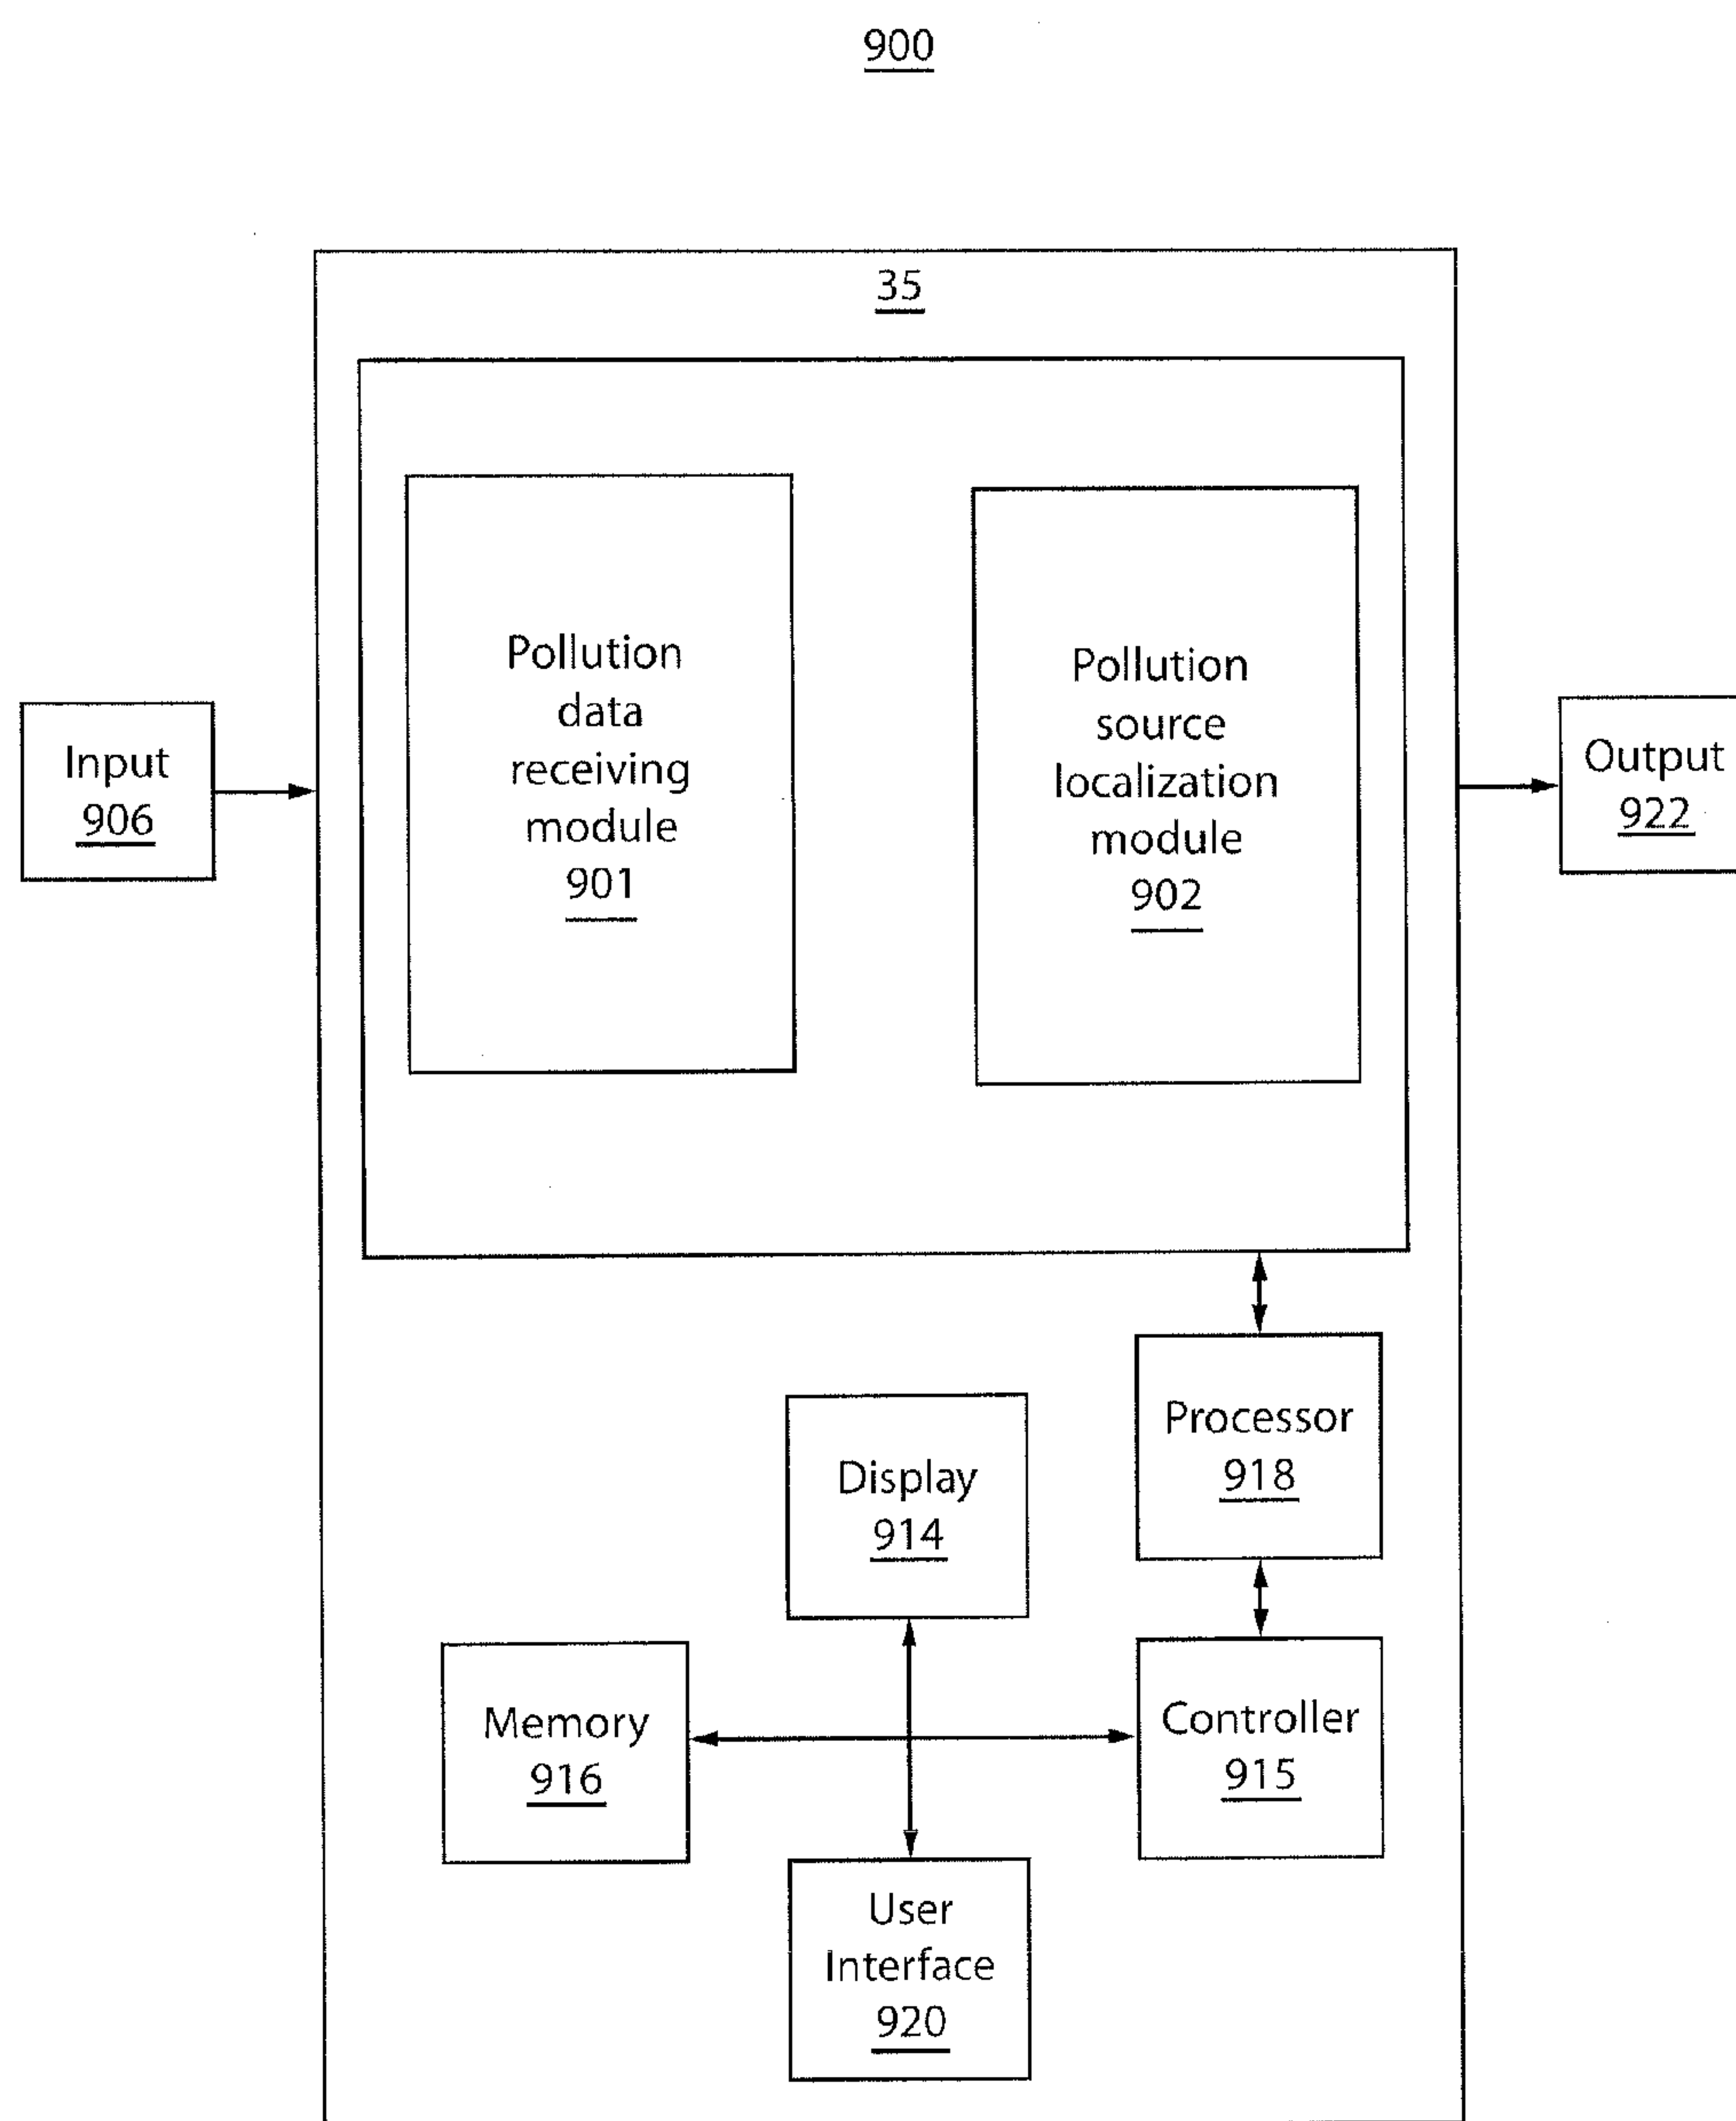 900
35
Pollution
data
receiving
module
901
Pollution
source
localization
module
902
Input
906
Output
922
Processor
918
Display
914
Memory
916
Controller
915
User
Interface
920